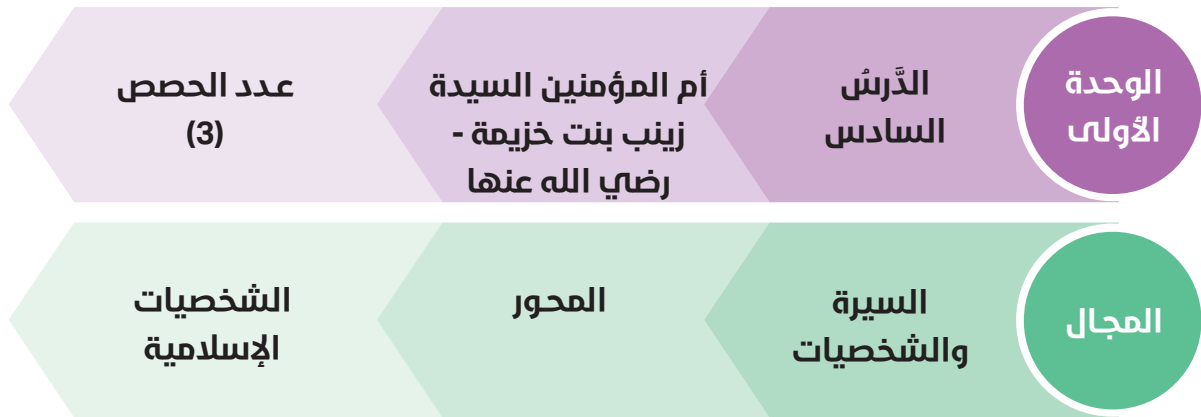 الوحدة
الأولى
الدَّرسُ
السادس
أم المؤمنين السيدة
زينب بنت خزيمة -
رضي الله عنها
عدد الحصص
(3)
المجال
السيرة
والشخصيات
المحور
الشخصيات
الإسلامية